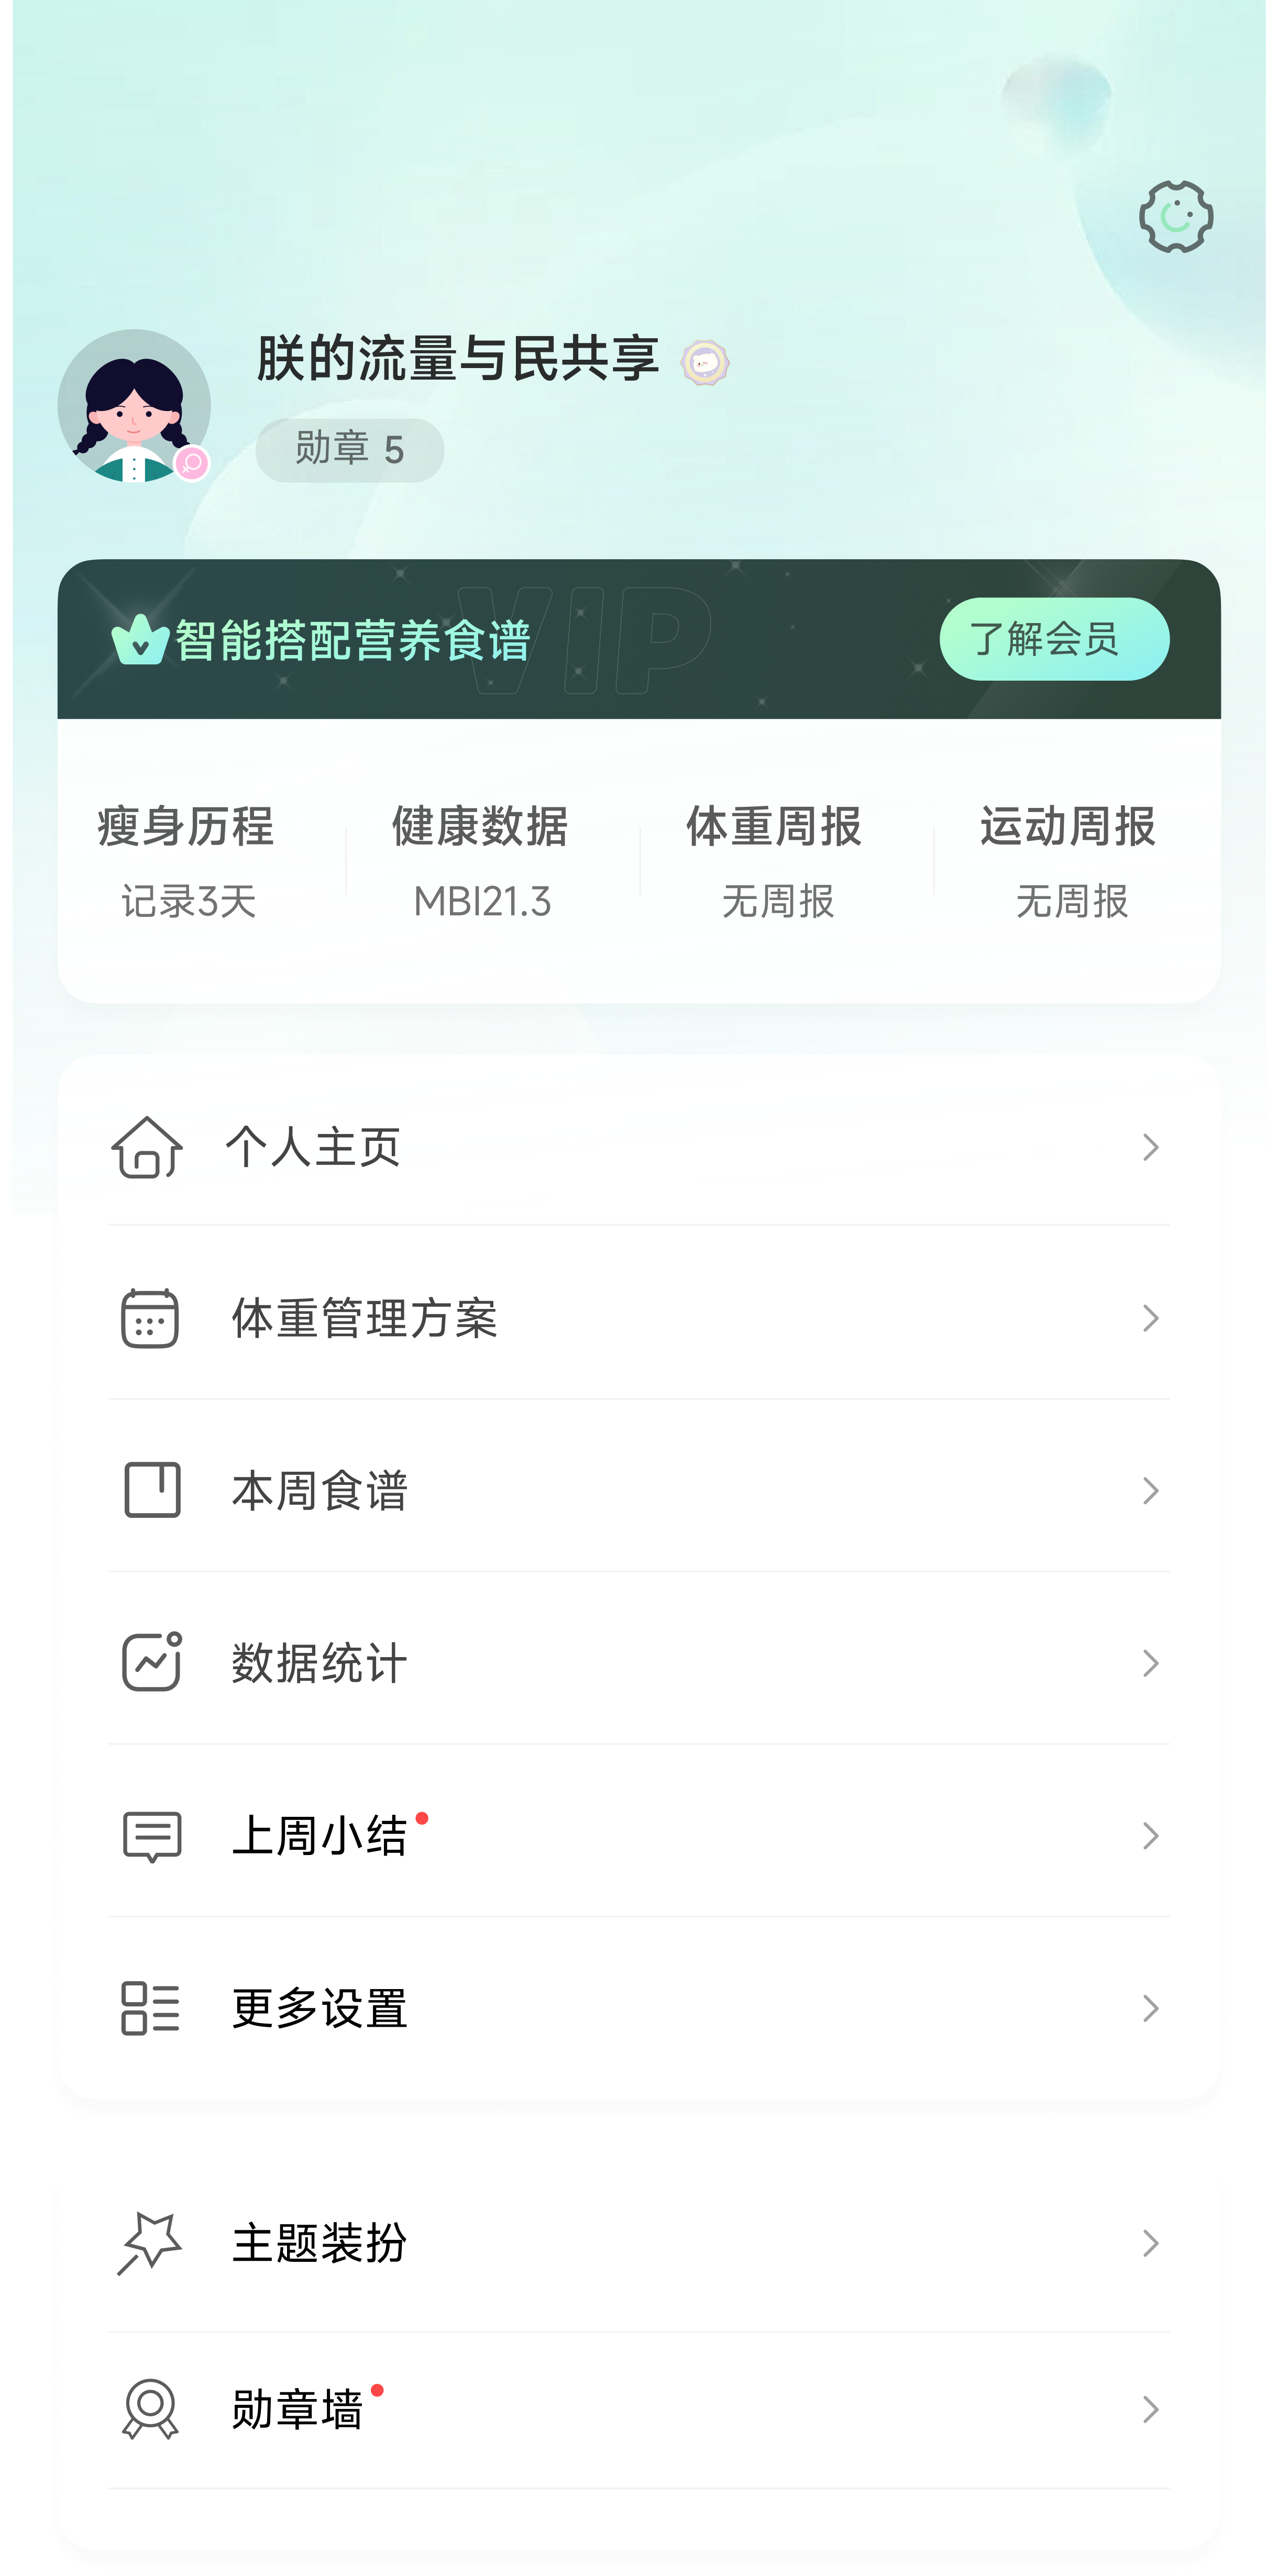 朕的流量与民共享
勋章 5
VIP
智能搭配营养食谱
了解会员
瘦身历程
健康数据
体重周报
运动周报
记录3天
MBI21.3
无周报
无周报
个人主页
体重管理方案
本周食谱
数据统计
上周小结
更多设置
主题装扮
勋章墙